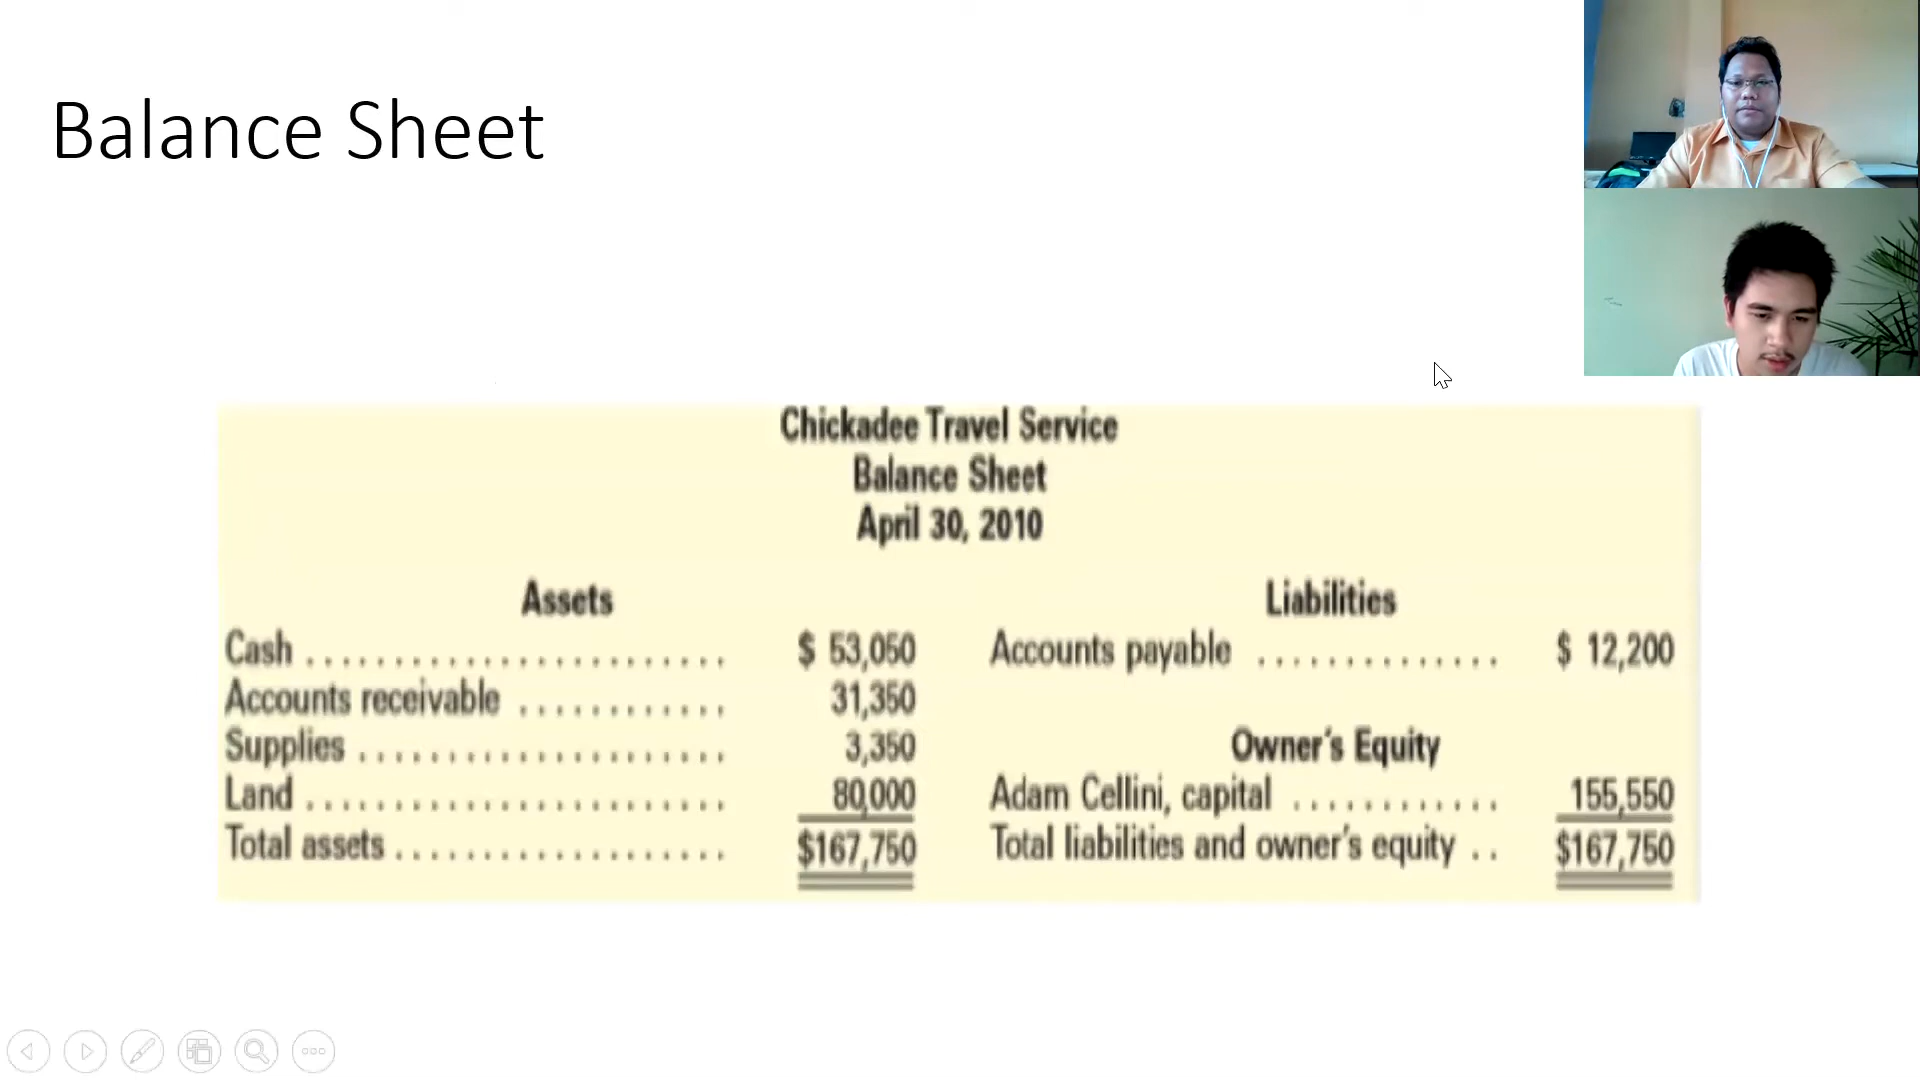 Balance Sheet
Chickadee Travel Service
Balance Sheet
April 30, 2010
Assets
Cash ........................ $ 53,050
Accounts receivable ............ 31,350
Supplies ..................... 3,350
Land ........................ 80,000
Total assets ................... $167,750
Liabilities
Accounts payable .............. $ 12,200
Owner's Equity
Adam Cellini, capital ............ 155,550
Total liabilities and owner's equity .. $167,750